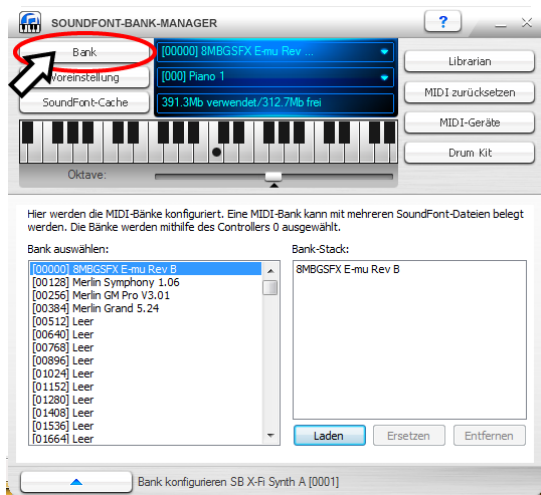 SOUNDFONT-BANK-MANAGER
?
Bank
[00000] 8MBGSFX E-mu Rev ...
Librarian
Voreinstellung
[000] Piano 1
MIDI zurücksetzen
SoundFont-Cache
391.3Mb verwendet/312.7Mb frei
MIDI-Geräte
Drum Kit
Oktave:
Hier werden die MIDI-Bänke konfiguriert. Eine MIDI-Bank kann mit mehreren SoundFont-Dateien belegt
werden. Die Bänke werden mithilfe des Controllers 0 ausgewählt.
Bank auswählen:
Bank-Stack:
[00000] 8MBGSFX E-mu Rev B
8MBGSFX E-mu Rev B
[00128] Merlin Symphony 1.06
[00256] Merlin GM Pro V3.01
[00384] Merlin Grand 5.24
[00512] Leer
[00640] Leer
[00768] Leer
[00896] Leer
[01024] Leer
[01152] Leer
[01280] Leer
[01408] Leer
[01536] Leer
[01664] Leer
Laden
Ersetzen
Entfernen
Bank konfigurieren SB X-Fi Synth A [0001]